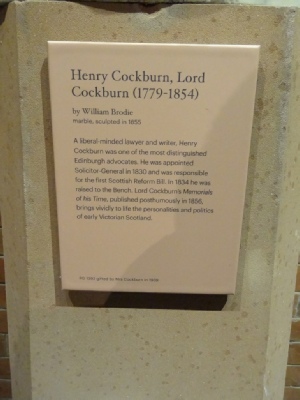 Henry Cockburn, Lord
Cockburn (1779-1854)
by William Brodie
marble, sculpted in 1855
A liberal-minded lawyer and writer, Henry
Cockburn was one of the most distinguished
Edinburgh advocates. He was appointed
Solicitor-General in 1830 and was responsible
for the first Scottish Reform Bill. In 1834 he was
raised to the Bench. Lord Cockburn's Memorials
of his Time, published posthumously in 1856,
brings vividly to life the personalities and politics
of early Victorian Scotland.
gifted by